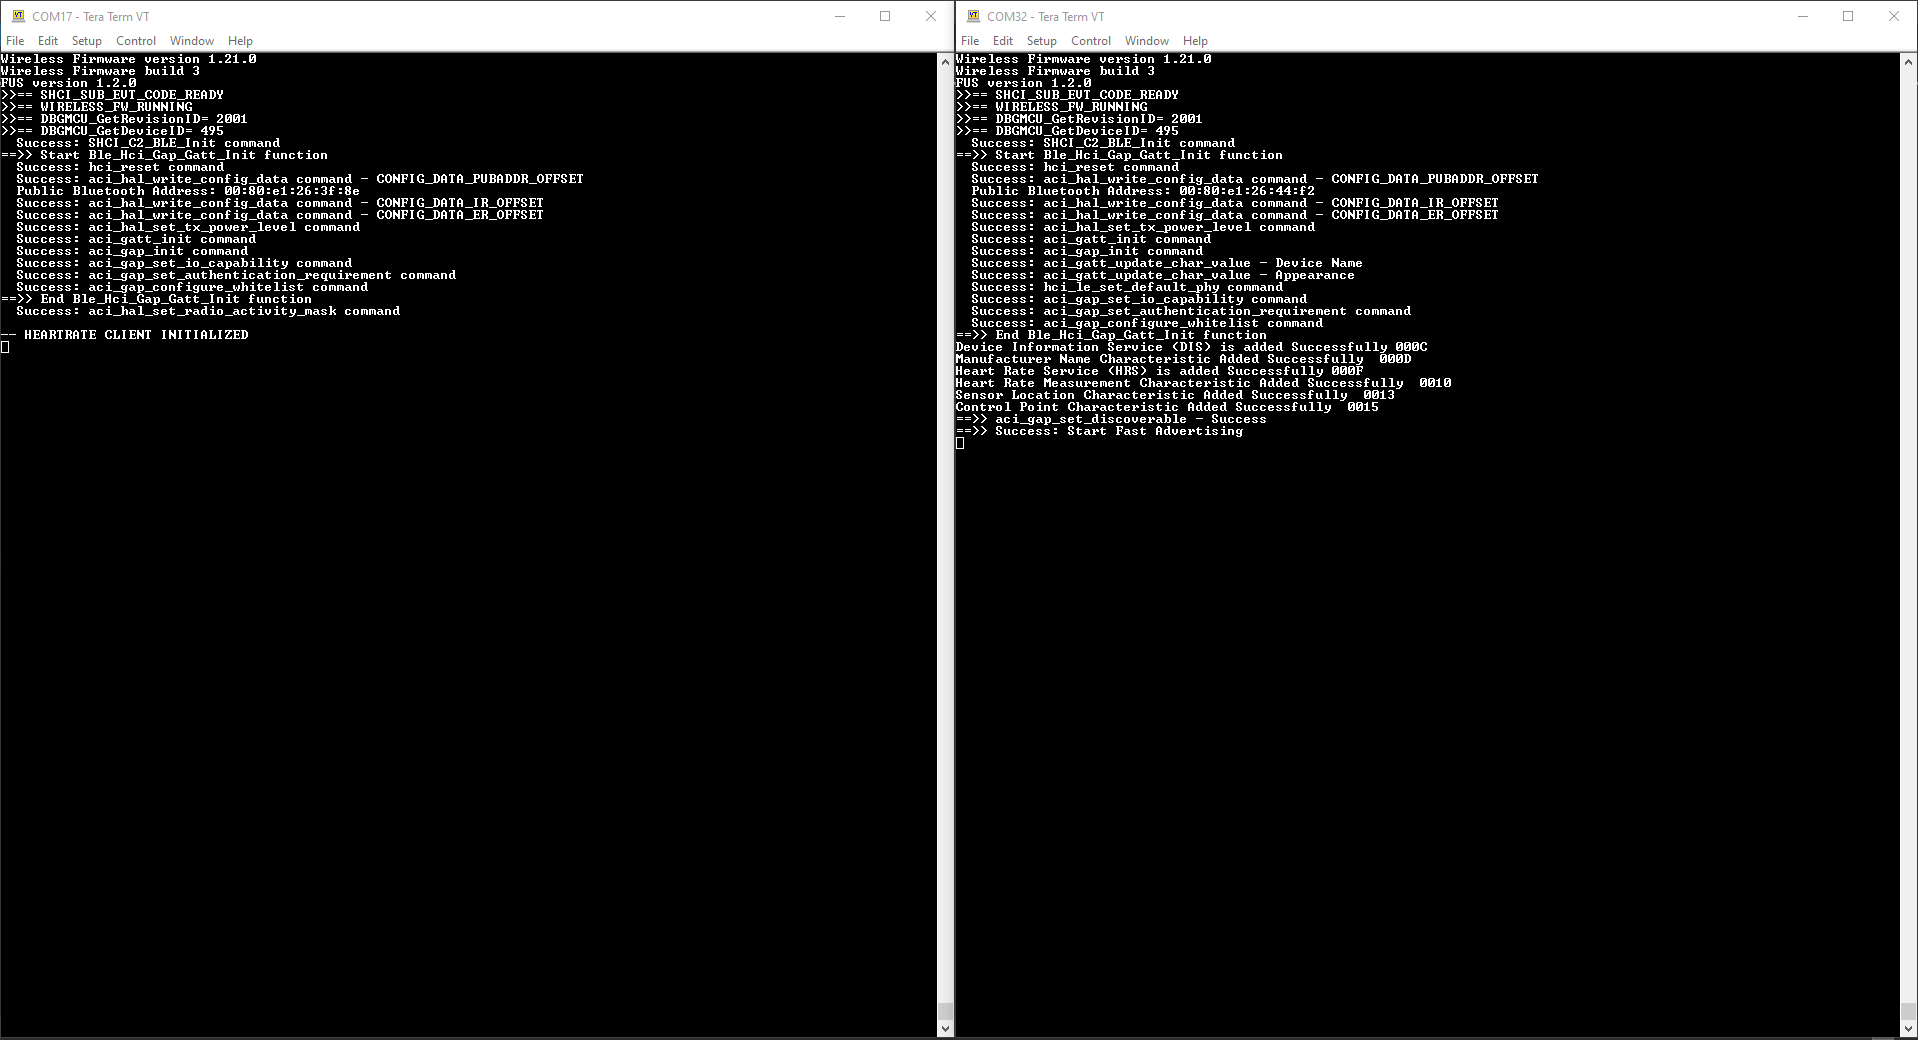 COM17 - Tera Term VT
File Edit Setup Control Window Help
Wireless Firmware version 1.21.0
Wireless Firmware build 3
FUS version 1.2.0
>>== SHCI_SUB_EVT_CODE_READY
>>== WIRELESS_FW_RUNNING
>>== DBGMCU_GetRevisionID= 2001
>>== DBGMCU_GetDeviceID= 495
  Success: SHCI_C2_BLE_Init command
==>> Start Ble_Hci_Gap_Gatt_Init function
  Success: hci_reset command
  Success: aci_hal_write_config_data command - CONFIG_DATA_PUBADDR_OFFSET
  Public Bluetooth Address: 00:80:e1:26:3f:8e
  Success: aci_hal_write_config_data command - CONFIG_DATA_IR_OFFSET
  Success: aci_hal_write_config_data command - CONFIG_DATA_ER_OFFSET
  Success: aci_hal_set_tx_power_level command
  Success: aci_gatt_init command
  Success: aci_gap_init command
  Success: aci_gap_set_io_capability command
  Success: aci_gap_set_authentication_requirement command
  Success: aci_gap_configure_whitelist command
==>> End Ble_Hci_Gap_Gatt_Init function
  Success: aci_hal_set_radio_activity_mask command
-- HEARTRATE CLIENT INITIALIZED
COM32 - Tera Term VT
File Edit Setup Control Window Help
Wireless Firmware version 1.21.0
Wireless Firmware build 3
FUS version 1.2.0
>>== SHCI_SUB_EVT_CODE_READY
>>== WIRELESS_FW_RUNNING
>>== DBGMCU_GetRevisionID= 2001
>>== DBGMCU_GetDeviceID= 495
  Success: SHCI_C2_BLE_Init command
==>> Start Ble_Hci_Gap_Gatt_Init function
  Success: hci_reset command
  Success: aci_hal_write_config_data command - CONFIG_DATA_PUBADDR_OFFSET
  Public Bluetooth Address: 00:80:e1:26:44:f2
  Success: aci_hal_write_config_data command - CONFIG_DATA_IR_OFFSET
  Success: aci_hal_write_config_data command - CONFIG_DATA_ER_OFFSET
  Success: aci_hal_set_tx_power_level command
  Success: aci_gatt_init command
  Success: aci_gap_init command
  Success: aci_gatt_update_char_value - Device Name
  Success: aci_gatt_update_char_value - Appearance
  Success: hci_le_set_default_phy command
  Success: aci_gap_set_io_capability command
  Success: aci_gap_set_authentication_requirement command
  Success: aci_gap_configure_whitelist command
==>> End Ble_Hci_Gap_Gatt_Init function
Device Information Service (DIS) is added Successfully 000C
Manufacturer Name Characteristic Added Successfully  000D
Heart Rate Service (HRS) is added Successfully 000F
Heart Rate Measurement Characteristic Added Successfully  0010
Sensor Location Characteristic Added Successfully  0013
Control Point Characteristic Added Successfully  0015
==>> aci_gap_set_discoverable - Success
==>> Success: Start Fast Advertising